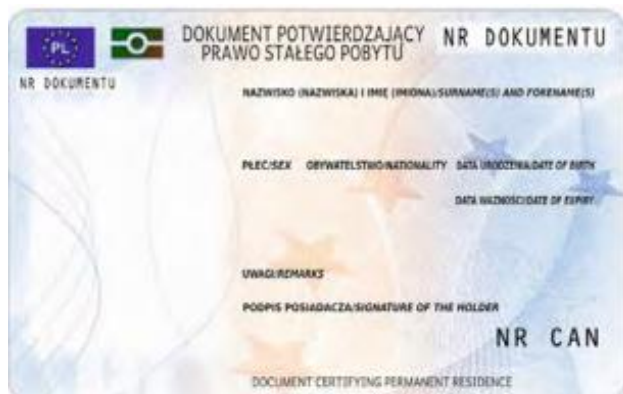 PL
DOKUMENT POTWIERDZAJĄCY
PRAWO STAŁEGO POBYTU
NR DOKUMENTU
NR DOKUMENTU
NAZWISKO (NAZWISKA) I IMIĘ (IMIONA)/SURNAME(S) AND FORENAME(S)
PŁEC/SEX OBYWATELSTWO/NATIONALITY DATA URODZENIA/DATE OF BIRTH
DATA WAŻNOŚCI/DATE OF EXPIRY
UWAGI/REMARKS
PODPIS POSIADACZA/SIGNATURE OF THE HOLDER
NR CAN
DOCUMENT CERTIFYING PERMANENT RESIDENCE